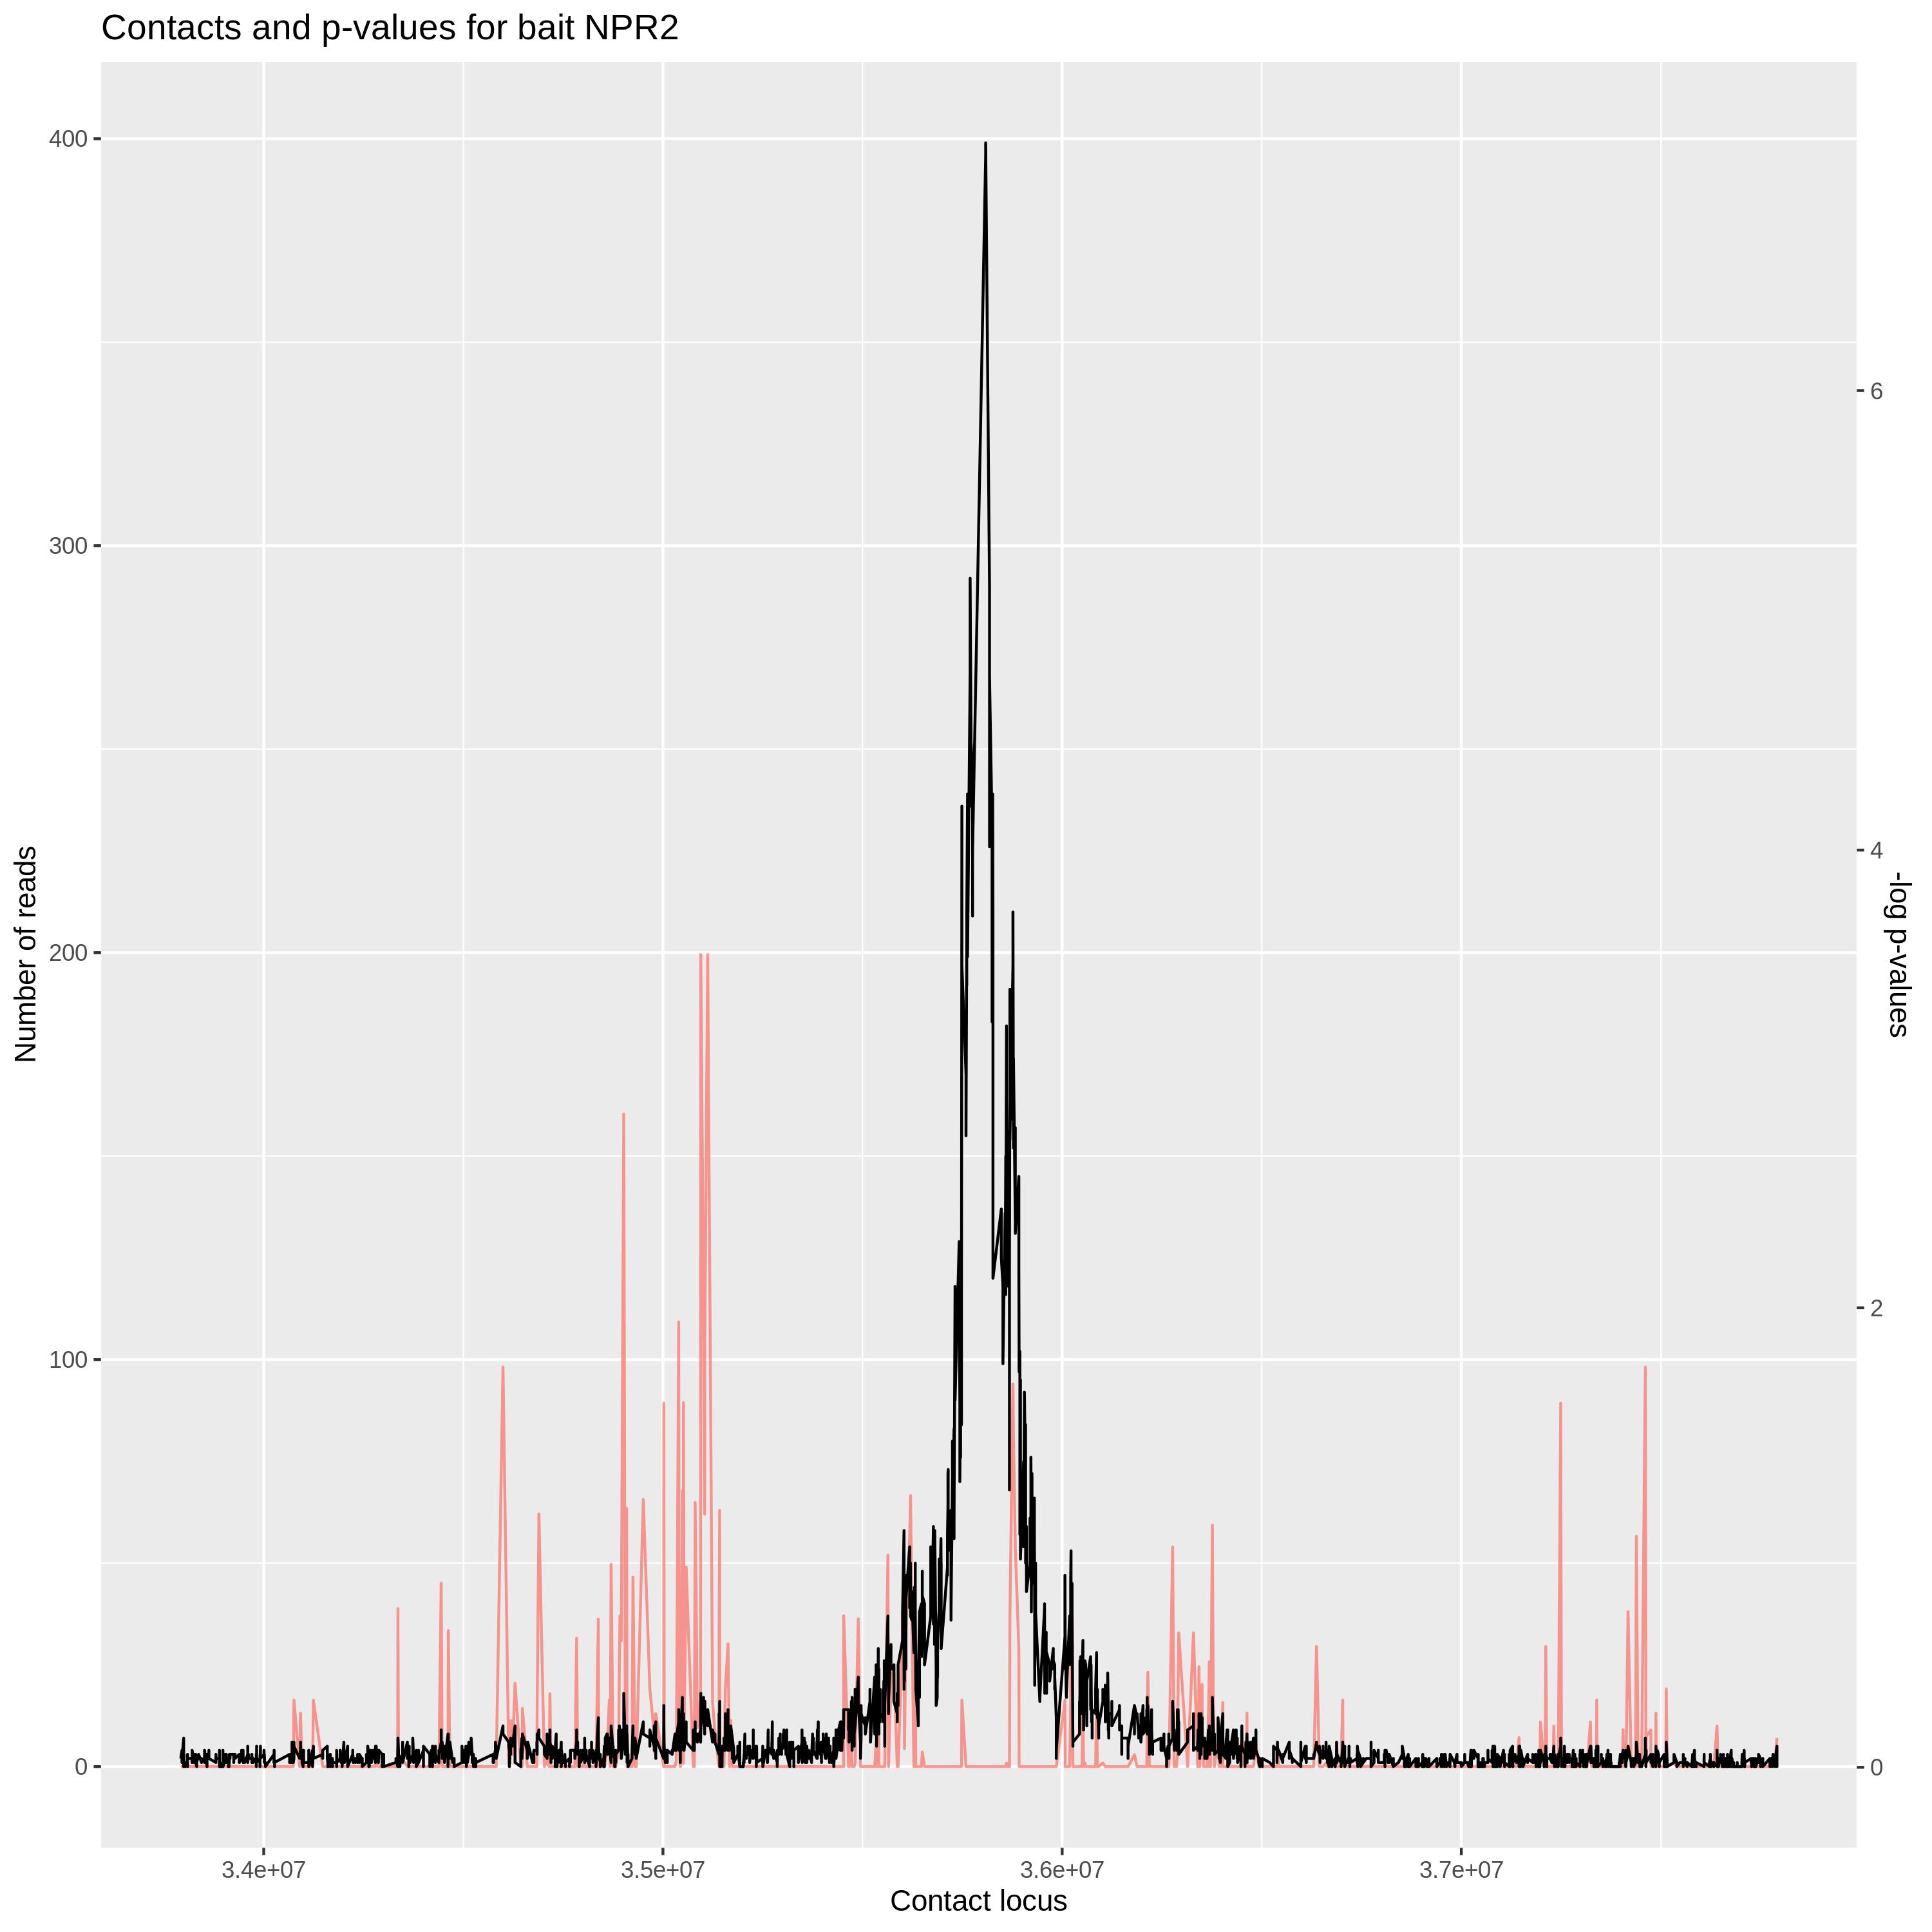 Contacts and p-values for bait NPR2
400
300
200
100
0
Number of reads
6
4
2
0
-log p-values
3.4e+07 3.5e+07 3.6e+07 3.7e+07
Contact locus